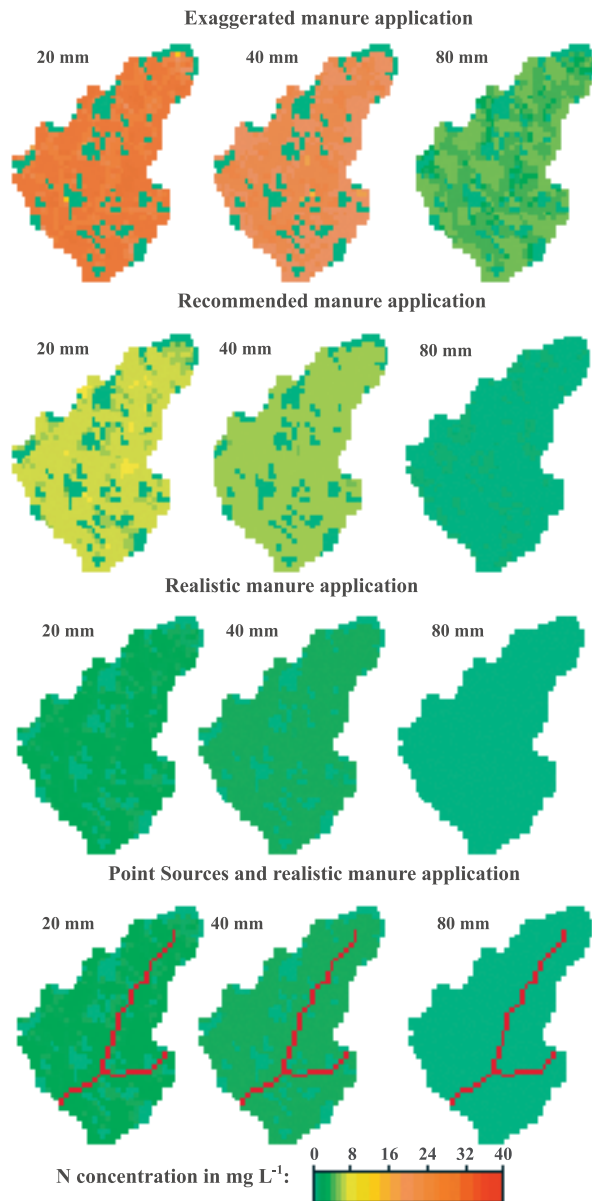 Exaggerated manure application
20 mm 40 mm 80 mm
Recommended manure application
20 mm 40 mm 80 mm
Realistic manure application
20 mm 40 mm 80 mm
Point Sources and realistic manure application
20 mm 40 mm 80 mm
0 8 16 24 32 40
N concentration in mg L⁻¹: